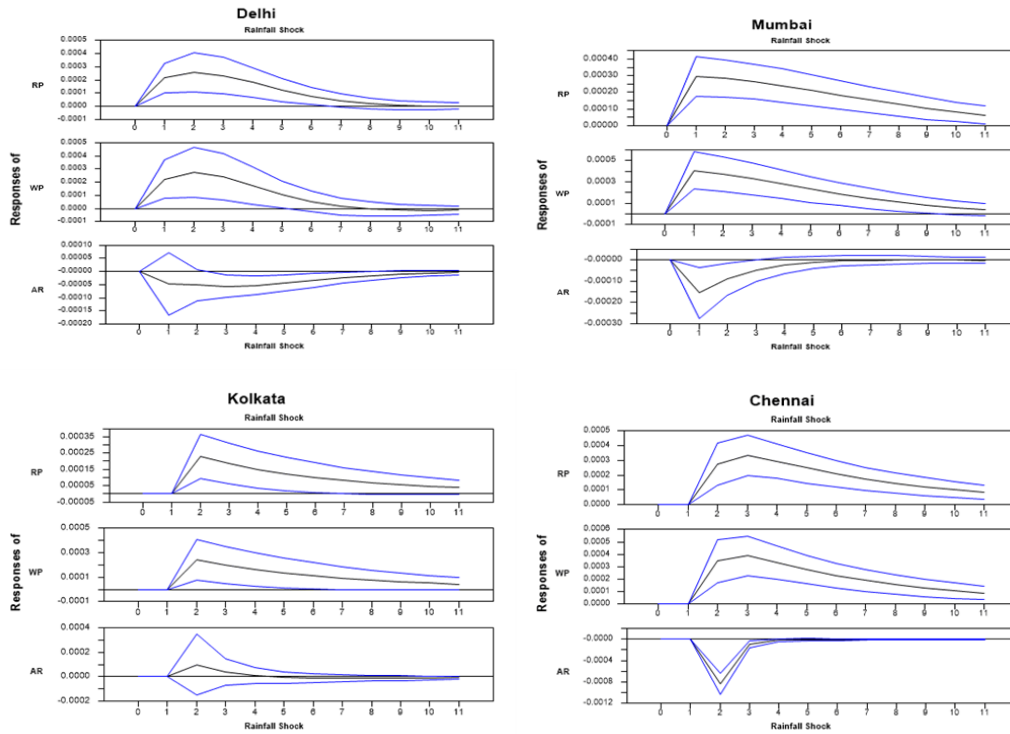 Delhi
Rainfall Shock
Responses of
RP
0.0005
0.0004
0.0003
0.0002
0.0001
0.0000
-0.0001
0 1 2 3 4 5 6 7 8 9 10 11
WP
0.0005
0.0004
0.0003
0.0002
0.0001
0.0000
-0.0001
0 1 2 3 4 5 6 7 8 9 10 11
AR
0.00010
0.00005
-0.00000
-0.00005
-0.00010
-0.00015
-0.00020
0 1 2 3 4 5 6 7 8 9 10 11
Rainfall Shock
Mumbai
Rainfall Shock
Responses of
RP
0.00040
0.00030
0.00020
0.00010
0.00000
0 1 2 3 4 5 6 7 8 9 10 11
WP
0.0005
0.0003
0.0001
-0.0001
0 1 2 3 4 5 6 7 8 9 10 11
AR
-0.00000
-0.00010
-0.00020
-0.00030
0 1 2 3 4 5 6 7 8 9 10 11
Rainfall Shock
Kolkata
Rainfall Shock
Responses of
RP
0.00035
0.00025
0.00015
0.00005
-0.00005
0 1 2 3 4 5 6 7 8 9 10 11
WP
0.0005
0.0003
0.0001
-0.0001
0 1 2 3 4 5 6 7 8 9 10 11
AR
0.0004
0.0002
0.0000
-0.0002
0 1 2 3 4 5 6 7 8 9 10 11
Rainfall Shock
Chennai
Rainfall Shock
Responses of
RP
0.0005
0.0004
0.0003
0.0002
0.0001
0.0000
0 1 2 3 4 5 6 7 8 9 10 11
WP
0.0006
0.0005
0.0004
0.0003
0.0002
0.0001
0.0000
0 1 2 3 4 5 6 7 8 9 10 11
AR
-0.0000
-0.0004
-0.0008
-0.0012
0 1 2 3 4 5 6 7 8 9 10 11
Rainfall Shock